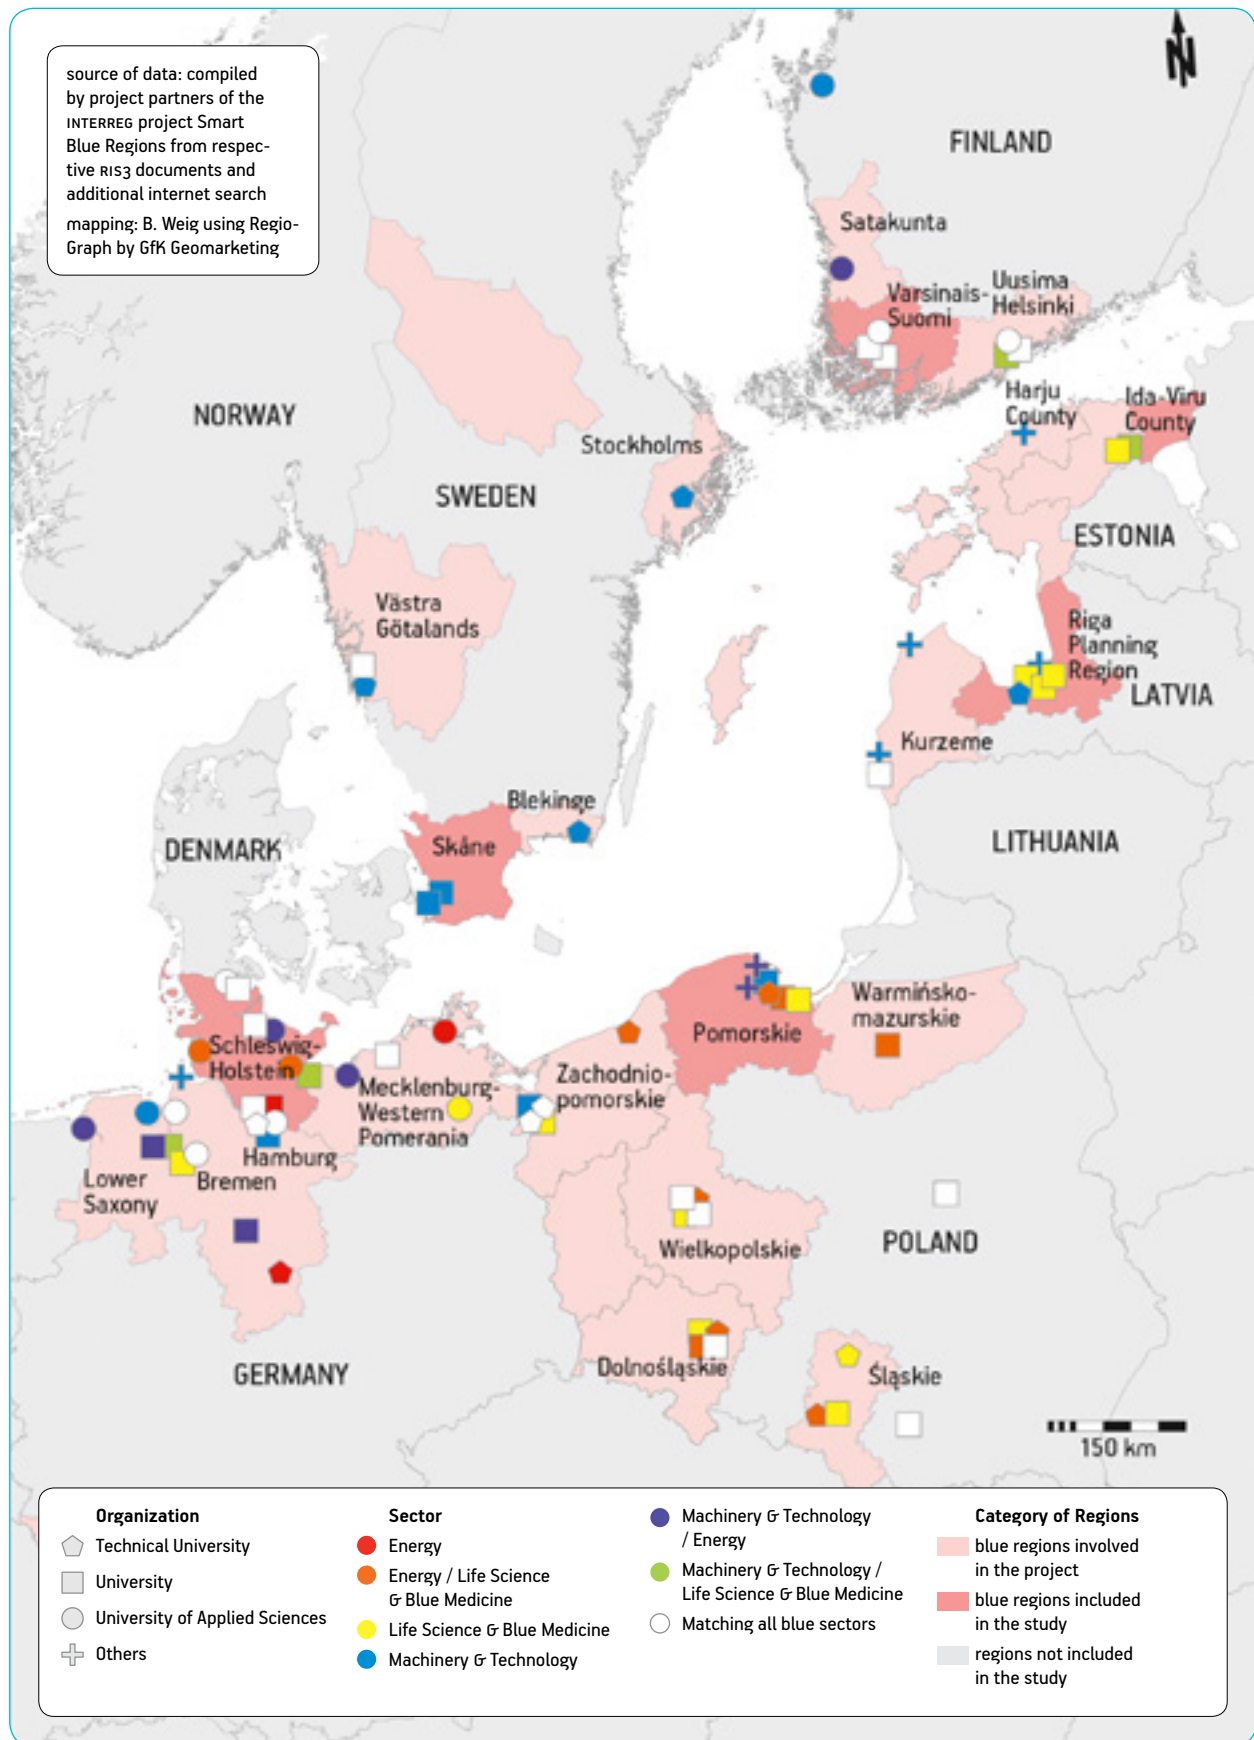 source of data: compiled
by project partners of the
INTERREG project Smart
Blue Regions from respec-
tive RIS3 documents and
additional internet search
mapping: B. Weig using Regio-
Graph by GfK Geomarketing
N
FINLAND
Satakunta
Varsinais-
Suomi
Uusima
Helsinki
Harju
County
Ida-Viru
County
NORWAY
Stockholms
SWEDEN
ESTONIA
Västra
Götalands
Riga
Planning
Region
LATVIA
Kurzeme
Blekinge
DENMARK
Skåne
LITHUANIA
Warmińsko-
mazurskie
Pomorskie
Schleswig-
Holstein
Mecklenburg-
Western
Pomerania
Zachodnio-
pomorskie
Hamburg
Lower
Saxony
Bremen
Wielkopolskie
POLAND
GERMANY
Dolnośląskie
Śląskie
150 km
Organization
Technical University
University
University of Applied Sciences
Others
Sector
Energy
Energy / Life Science
& Blue Medicine
Life Science & Blue Medicine
Machinery & Technology
Machinery & Technology
/ Energy
Machinery & Technology /
Life Science & Blue Medicine
Matching all blue sectors
Category of Regions
blue regions involved
in the project
blue regions included
in the study
regions not included
in the study